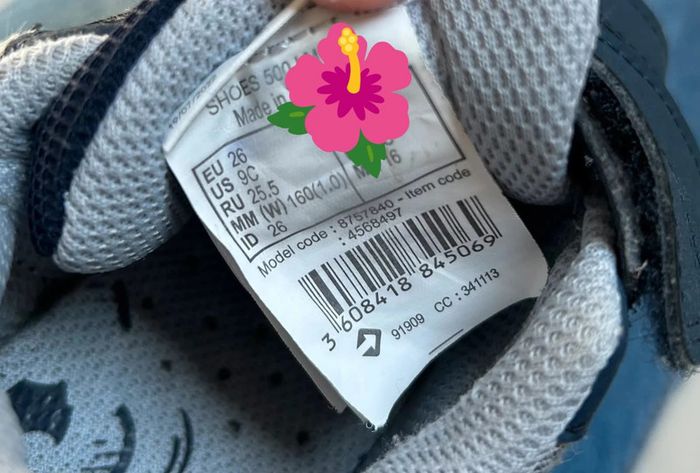 SHOES 500
Made in
EU 26
US 9C
RU 25.5
MM (W) 160(1.0)
ID 26
Model code : 8757840 - Item code
: 4568497
3 608418 845069
91909 CC : 341113